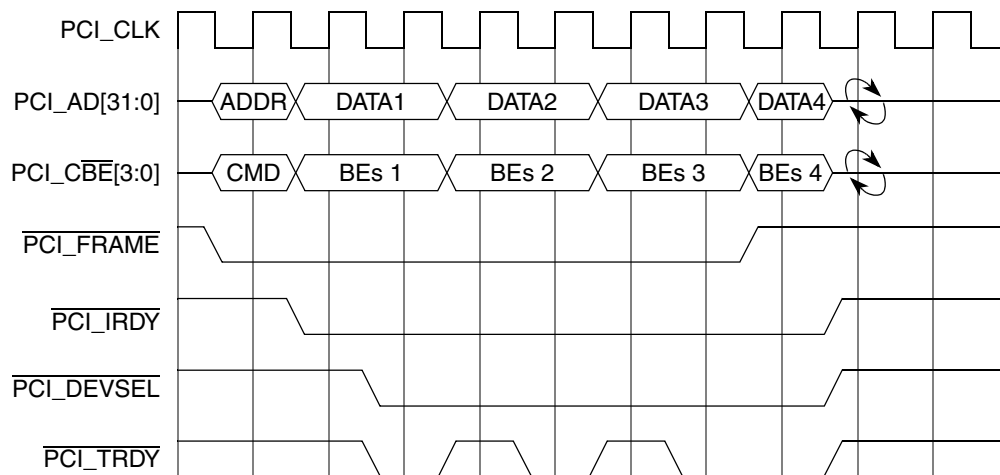 PCI_CLK
PCI_AD[31:0] ADDR DATA1 DATA2 DATA3 DATA4
PCI_CBE[3:0] CMD BEs 1 BEs 2 BEs 3 BEs 4
PCI_FRAME
PCI_IRDY
PCI_DEVSEL
PCI_TRDY